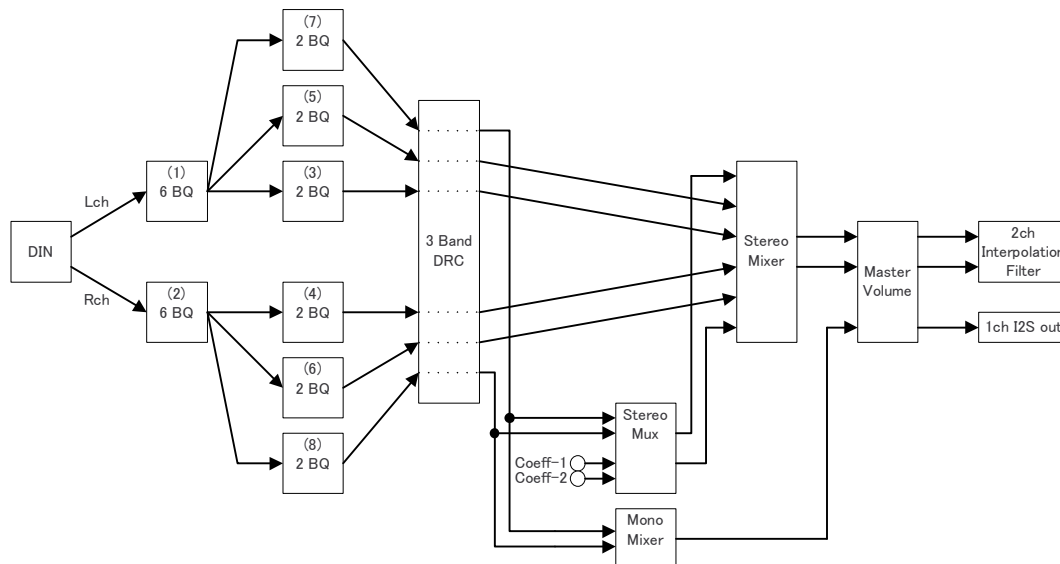 (7)
2 BQ
(5)
2 BQ
(1)
6 BQ
(3)
2 BQ
Lch
DIN
Rch
(2)
6 BQ
(4)
2 BQ
(6)
2 BQ
(8)
2 BQ
3 Band
DRC
Stereo
Mixer
Master
Volume
2ch
Interpolation
Filter
1ch I2S out
Stereo
Mux
Coeff-1
Coeff-2
Mono
Mixer